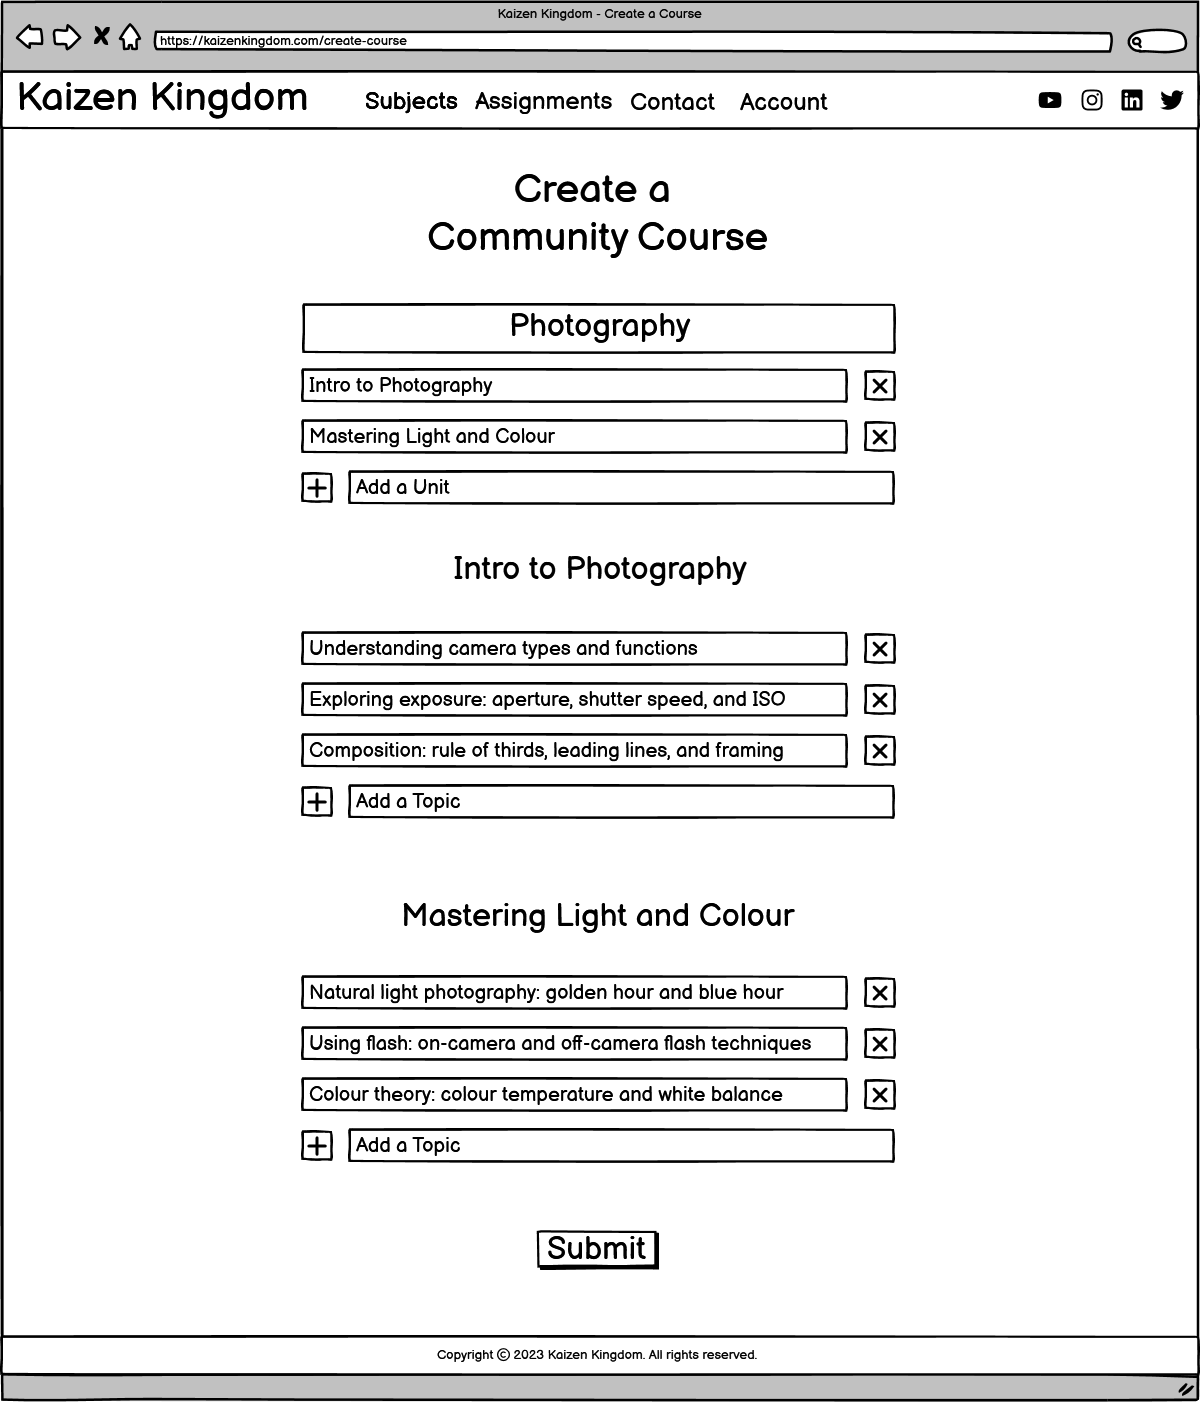 Kaizen Kingdom - Create a Course
https://kaizenkingdom.com/create-course
Kaizen Kingdom Subjects Assignments Contact Account
Create a
Community Course
Photography
Intro to Photography
Mastering Light and Colour
Add a Unit
Intro to Photography
Understanding camera types and functions
Exploring exposure: aperture, shutter speed, and ISO
Composition: rule of thirds, leading lines, and framing
Add a Topic
Mastering Light and Colour
Natural light photography: golden hour and blue hour
Using flash: on-camera and off-camera flash techniques
Colour theory: colour temperature and white balance
Add a Topic
Submit
Copyright © 2023 Kaizen Kingdom. All rights reserved.